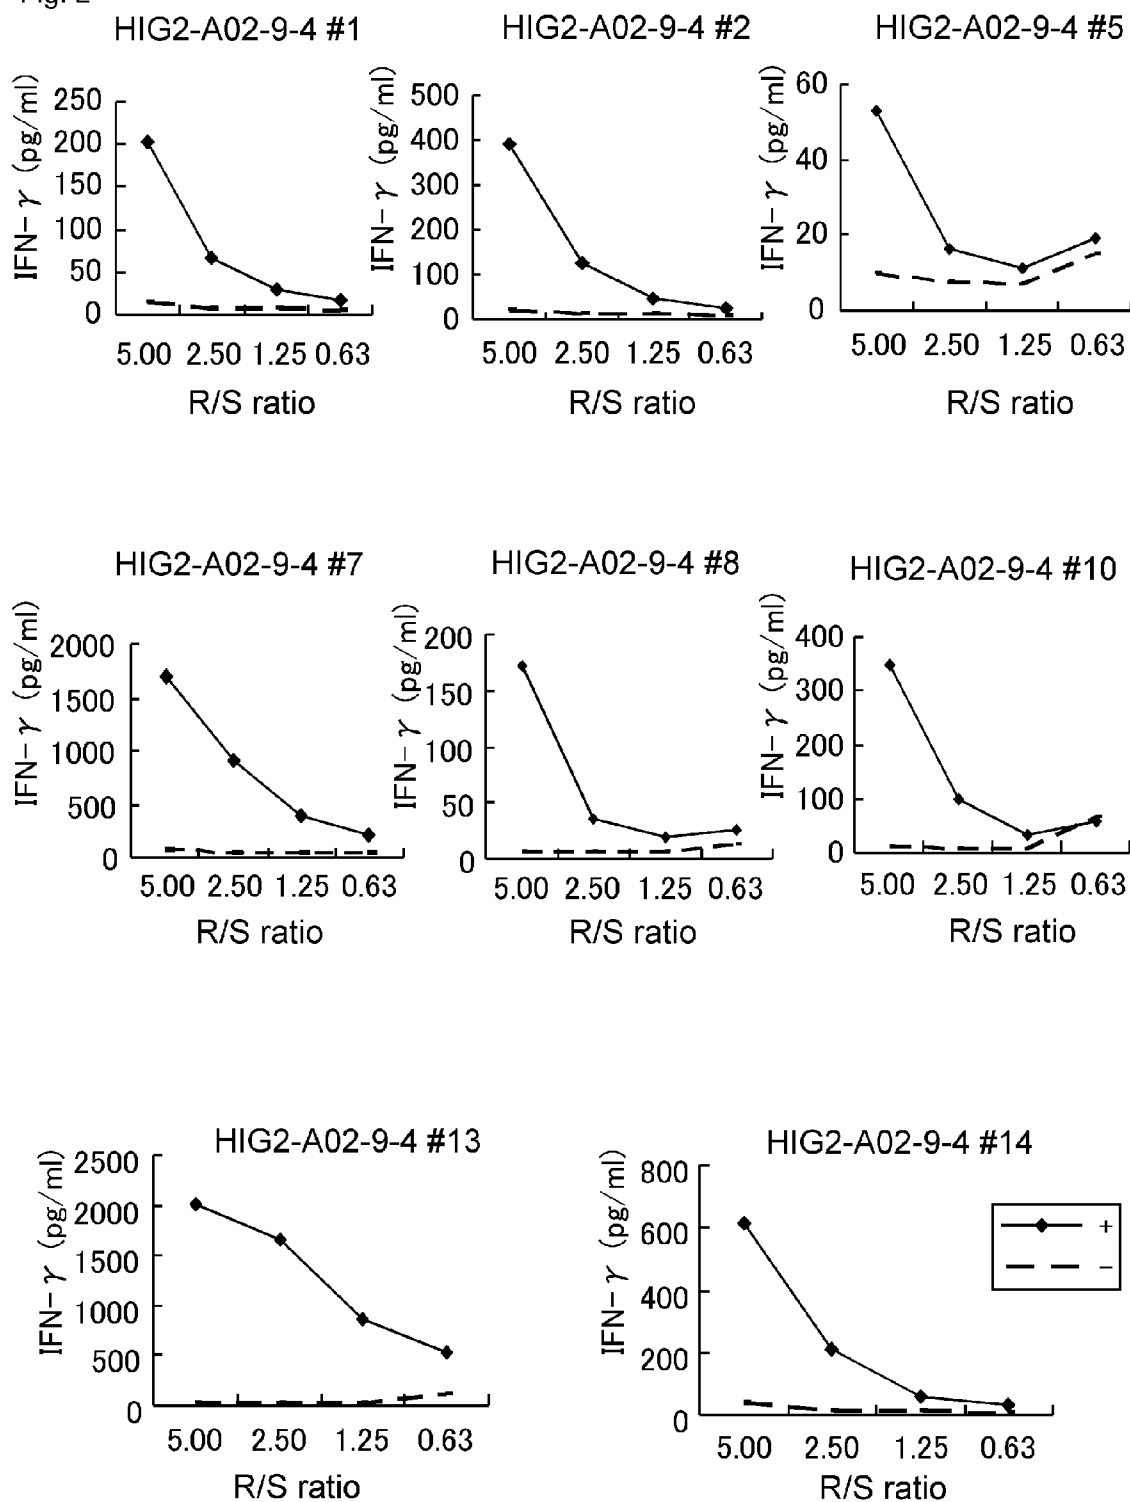 Fig. 2
HIG2-A02-9-4 #1
IFN-γ (pg/ml)
250
200
150
100
50
0
5.00 2.50 1.25 0.63
R/S ratio
HIG2-A02-9-4 #2
IFN-γ (pg/ml)
500
400
300
200
100
0
5.00 2.50 1.25 0.63
R/S ratio
HIG2-A02-9-4 #5
IFN-γ (pg/ml)
60
40
20
0
5.00 2.50 1.25 0.63
R/S ratio
HIG2-A02-9-4 #7
IFN-γ (pg/ml)
2000
1500
1000
500
0
5.00 2.50 1.25 0.63
R/S ratio
HIG2-A02-9-4 #8
IFN-γ (pg/ml)
200
150
100
50
0
5.00 2.50 1.25 0.63
R/S ratio
HIG2-A02-9-4 #10
IFN-γ (pg/ml)
400
300
200
100
0
5.00 2.50 1.25 0.63
R/S ratio
HIG2-A02-9-4 #13
IFN-γ (pg/ml)
2500
2000
1500
1000
500
0
5.00 2.50 1.25 0.63
R/S ratio
HIG2-A02-9-4 #14
IFN-γ (pg/ml)
800
600
400
200
0
5.00 2.50 1.25 0.63
R/S ratio
+
−